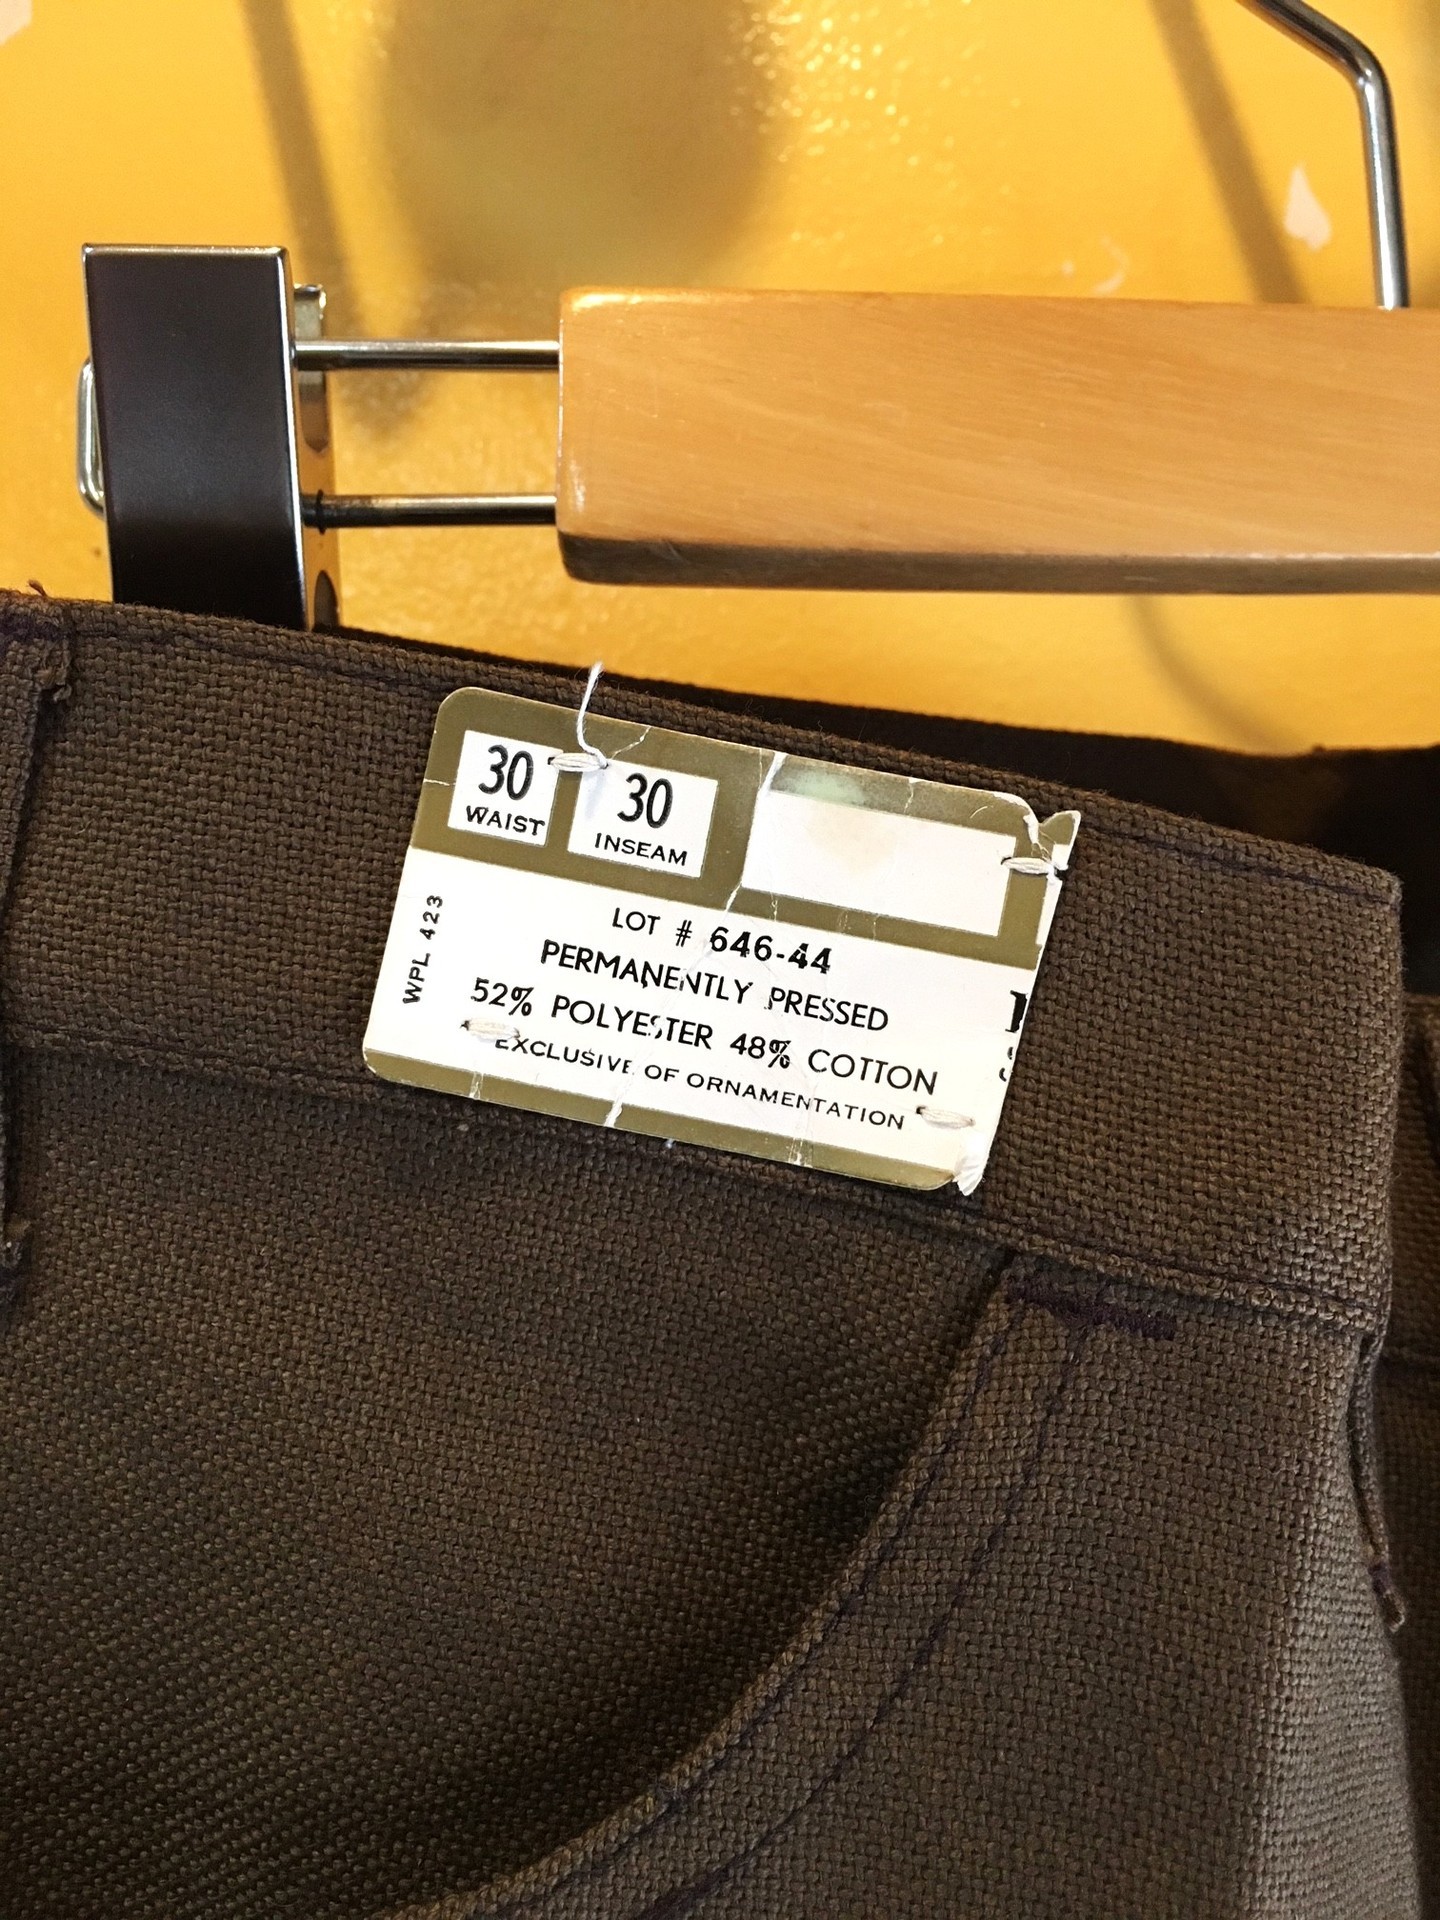 30 30
WAIST INSEAM
LOT # 646-44
PERMANENTLY PRESSED
52% POLYESTER 48% COTTON
EXCLUSIVE OF ORNAMENTATION
WPL 423